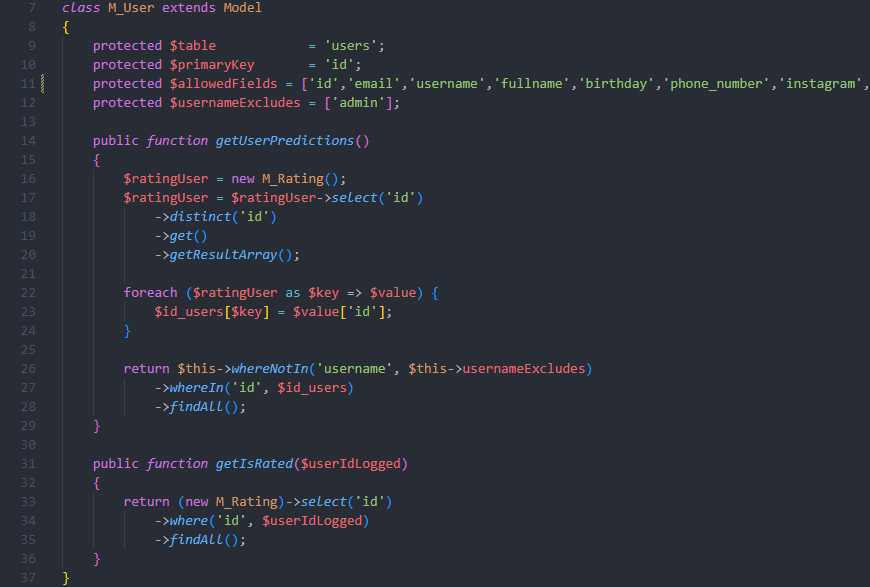 7 class M_User extends Model
8 {
9 protected $table = 'users';
10 protected $primaryKey = 'id';
11 protected $allowedFields = ['id','email','username','fullname','birthday','phone_number','instagram',
12 protected $usernameExcludes = ['admin'];
13
14 public function getUserPredictions()
15 {
16 $ratingUser = new M_Rating();
17 $ratingUser = $ratingUser->select('id')
18 ->distinct('id')
19 ->get()
20 ->getResultArray();
21
22 foreach ($ratingUser as $key => $value) {
23 $id_users[$key] = $value['id'];
24 }
25
26 return $this->whereNotIn('username', $this->usernameExcludes)
27 ->whereIn('id', $id_users)
28 ->findAll();
29 }
30
31 public function getIsRated($userIdLogged)
32 {
33 return (new M_Rating)->select('id')
34 ->where('id', $userIdLogged)
35 ->findAll();
36 }
37 }